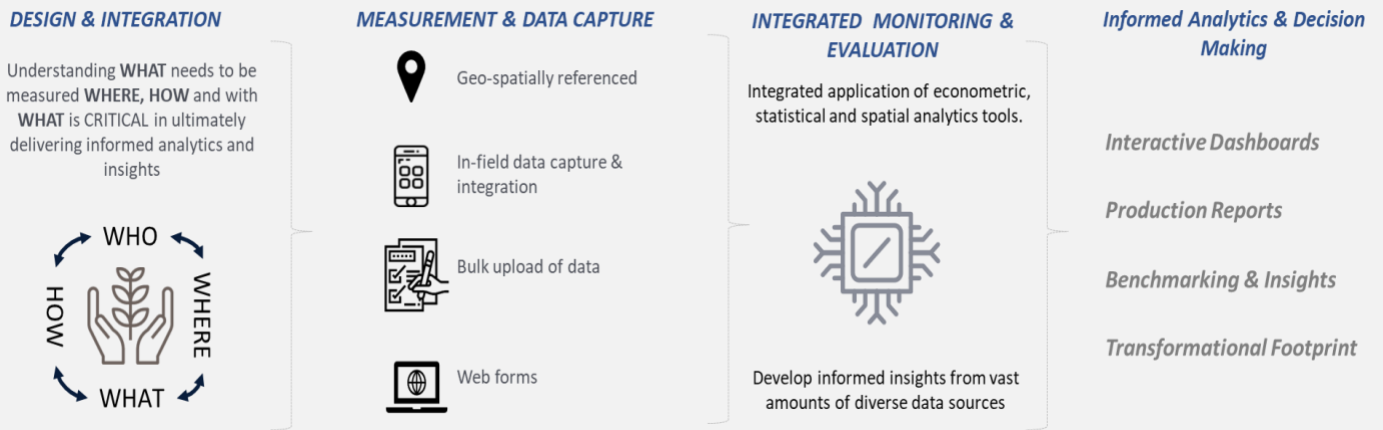 DESIGN & INTEGRATION
Understanding WHAT needs to be
measured WHERE, HOW and with
WHAT is CRITICAL in ultimately
delivering informed analytics and
insights
WHO
WHERE
HOW
WHAT
MEASUREMENT & DATA CAPTURE
Geo-spatially referenced
In-field data capture &
integration
Bulk upload of data
Web forms
INTEGRATED MONITORING &
EVALUATION
Integrated application of econometric,
statistical and spatial analytics tools.
Develop informed insights from vast
amounts of diverse data sources
Informed Analytics & Decision
Making
Interactive Dashboards
Production Reports
Benchmarking & Insights
Transformational Footprint